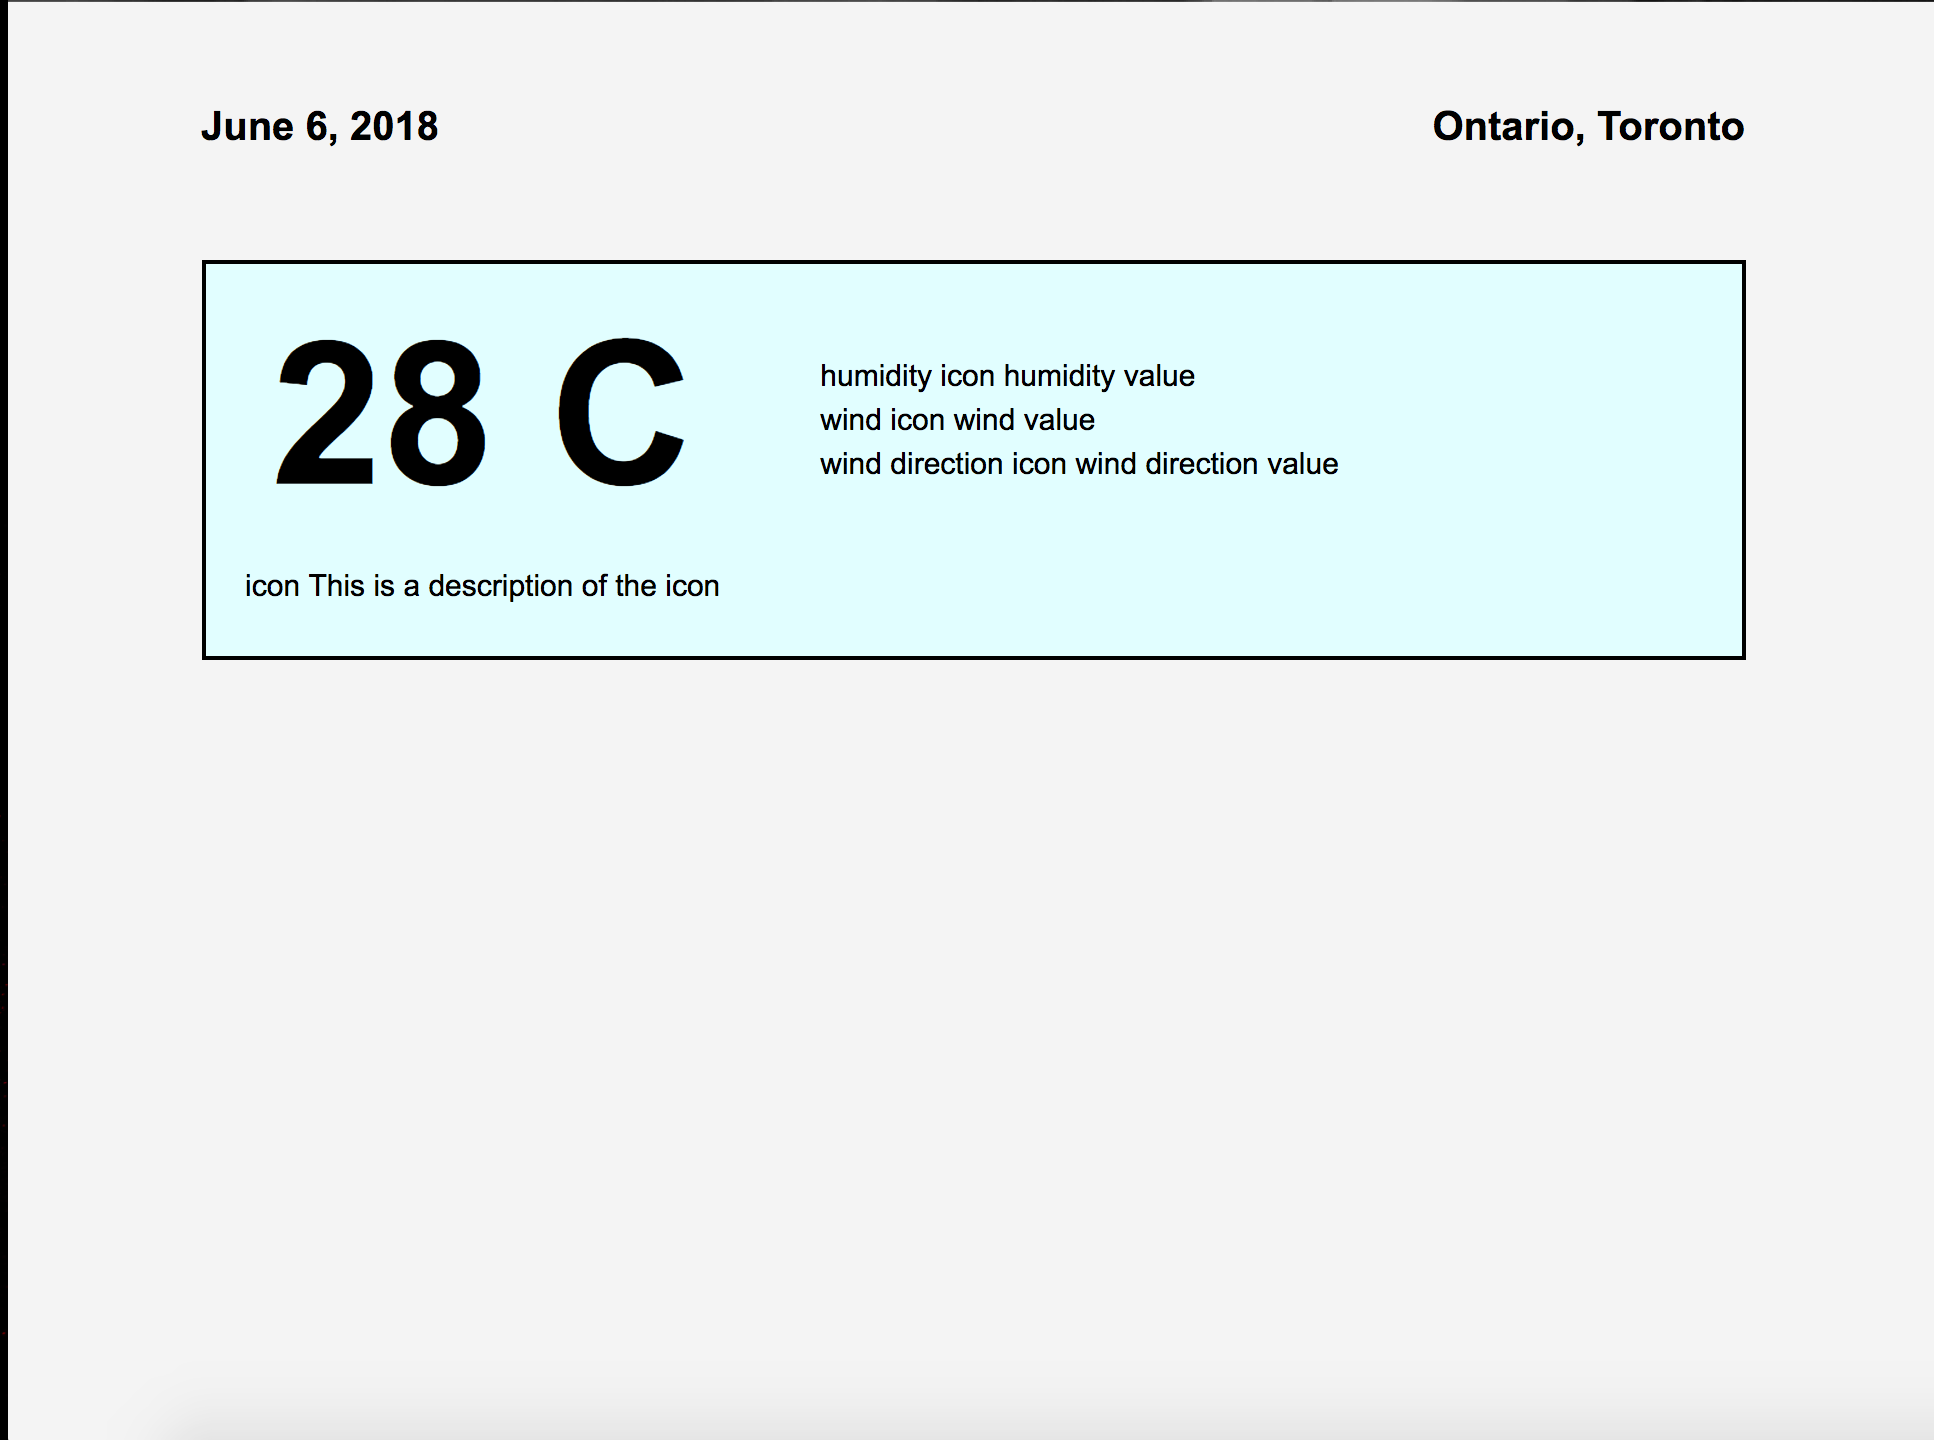 June 6, 2018
Ontario, Toronto
28 C
humidity icon humidity value
wind icon wind value
wind direction icon wind direction value
icon This is a description of the icon